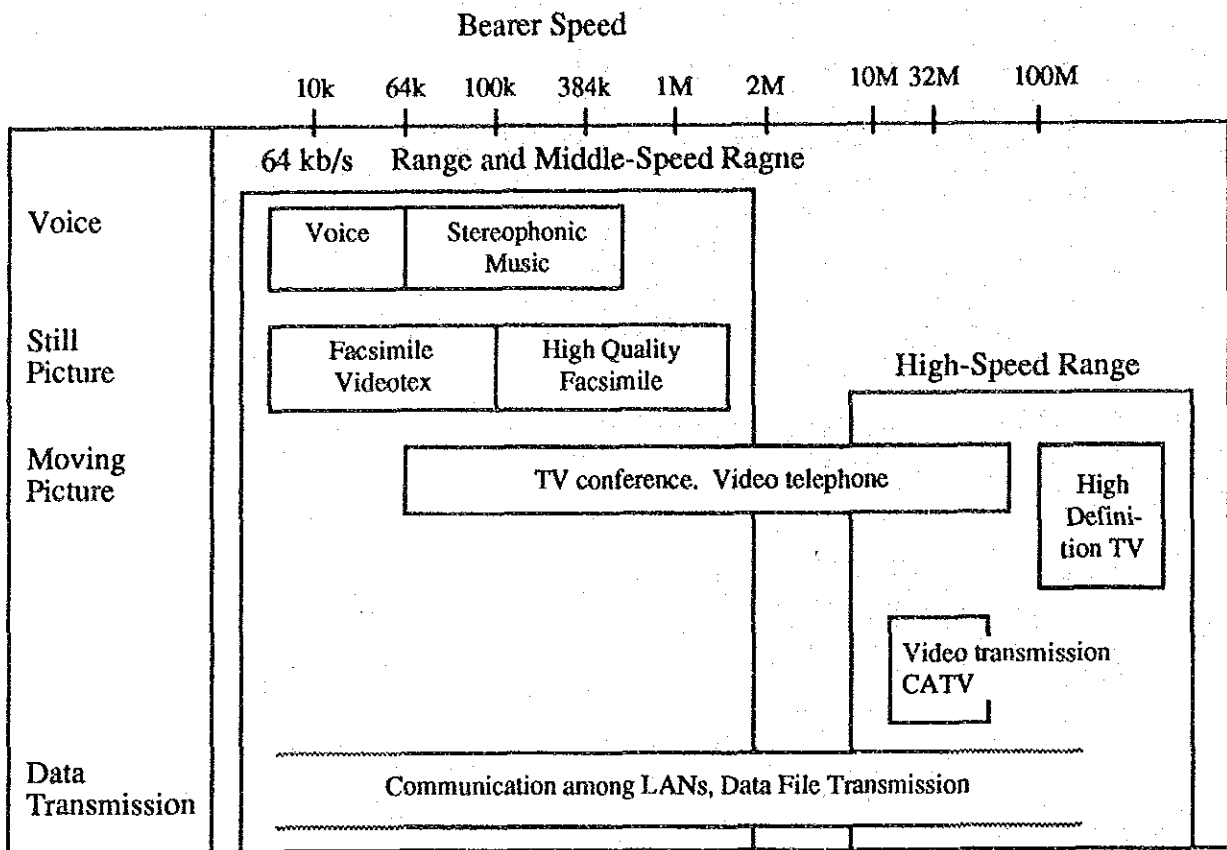 Bearer Speed
10k 64k 100k 384k 1M 2M 10M 32M 100M
64 kb/s Range and Middle-Speed Ragne
Voice
Voice
Stereophonic
Music
Still
Picture
Facsimile
Videotex
High Quality
Facsimile
High-Speed Range
Moving
Picture
TV conference. Video telephone
High
Defini-
tion TV
Video transmission
CATV
Data
Transmission
Communication among LANs, Data File Transmission